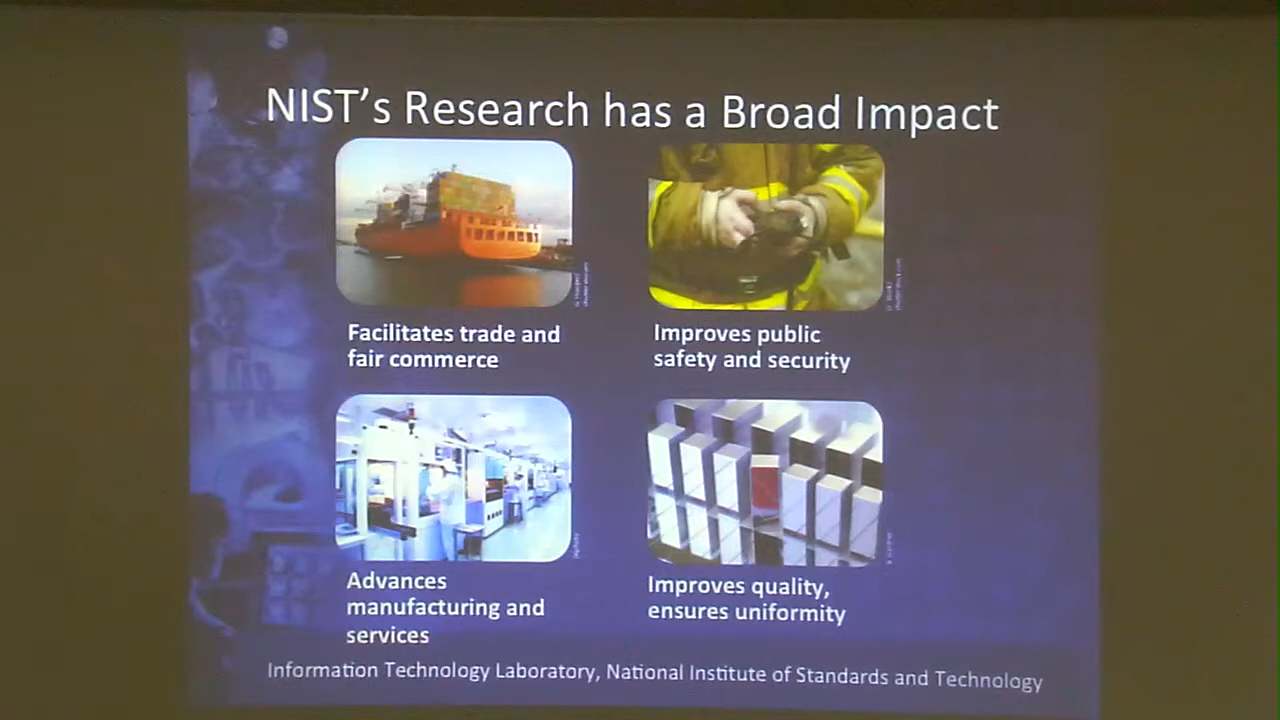 NIST's Research has a Broad Impact
Facilitates trade and
fair commerce
Improves public
safety and security
Advances
manufacturing and
services
Improves quality,
ensures uniformity
Information Technology Laboratory, National Institute of Standards and Technology